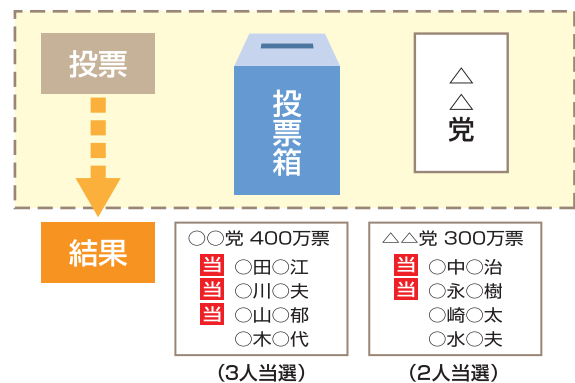 投票
投票箱
△△党
結果
○○党 400万票
当 ○田○江
当 ○川○夫
当 ○山○郁
○木○代
(3人当選)
△△党 300万票
当 ○中○治
当 ○永○樹
○崎○太
○水○夫
(2人当選)